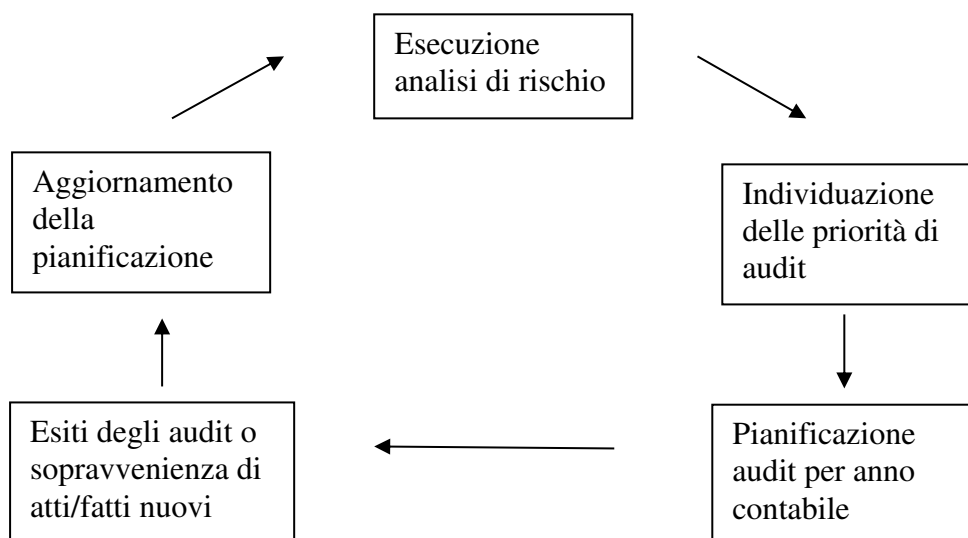 Esecuzione
analisi di rischio
Individuazione
delle priorità di
audit
Pianificazione
audit per anno
contabile
Esiti degli audit o
sopravvenienza di
atti/fatti nuovi
Aggiornamento
della
pianificazione